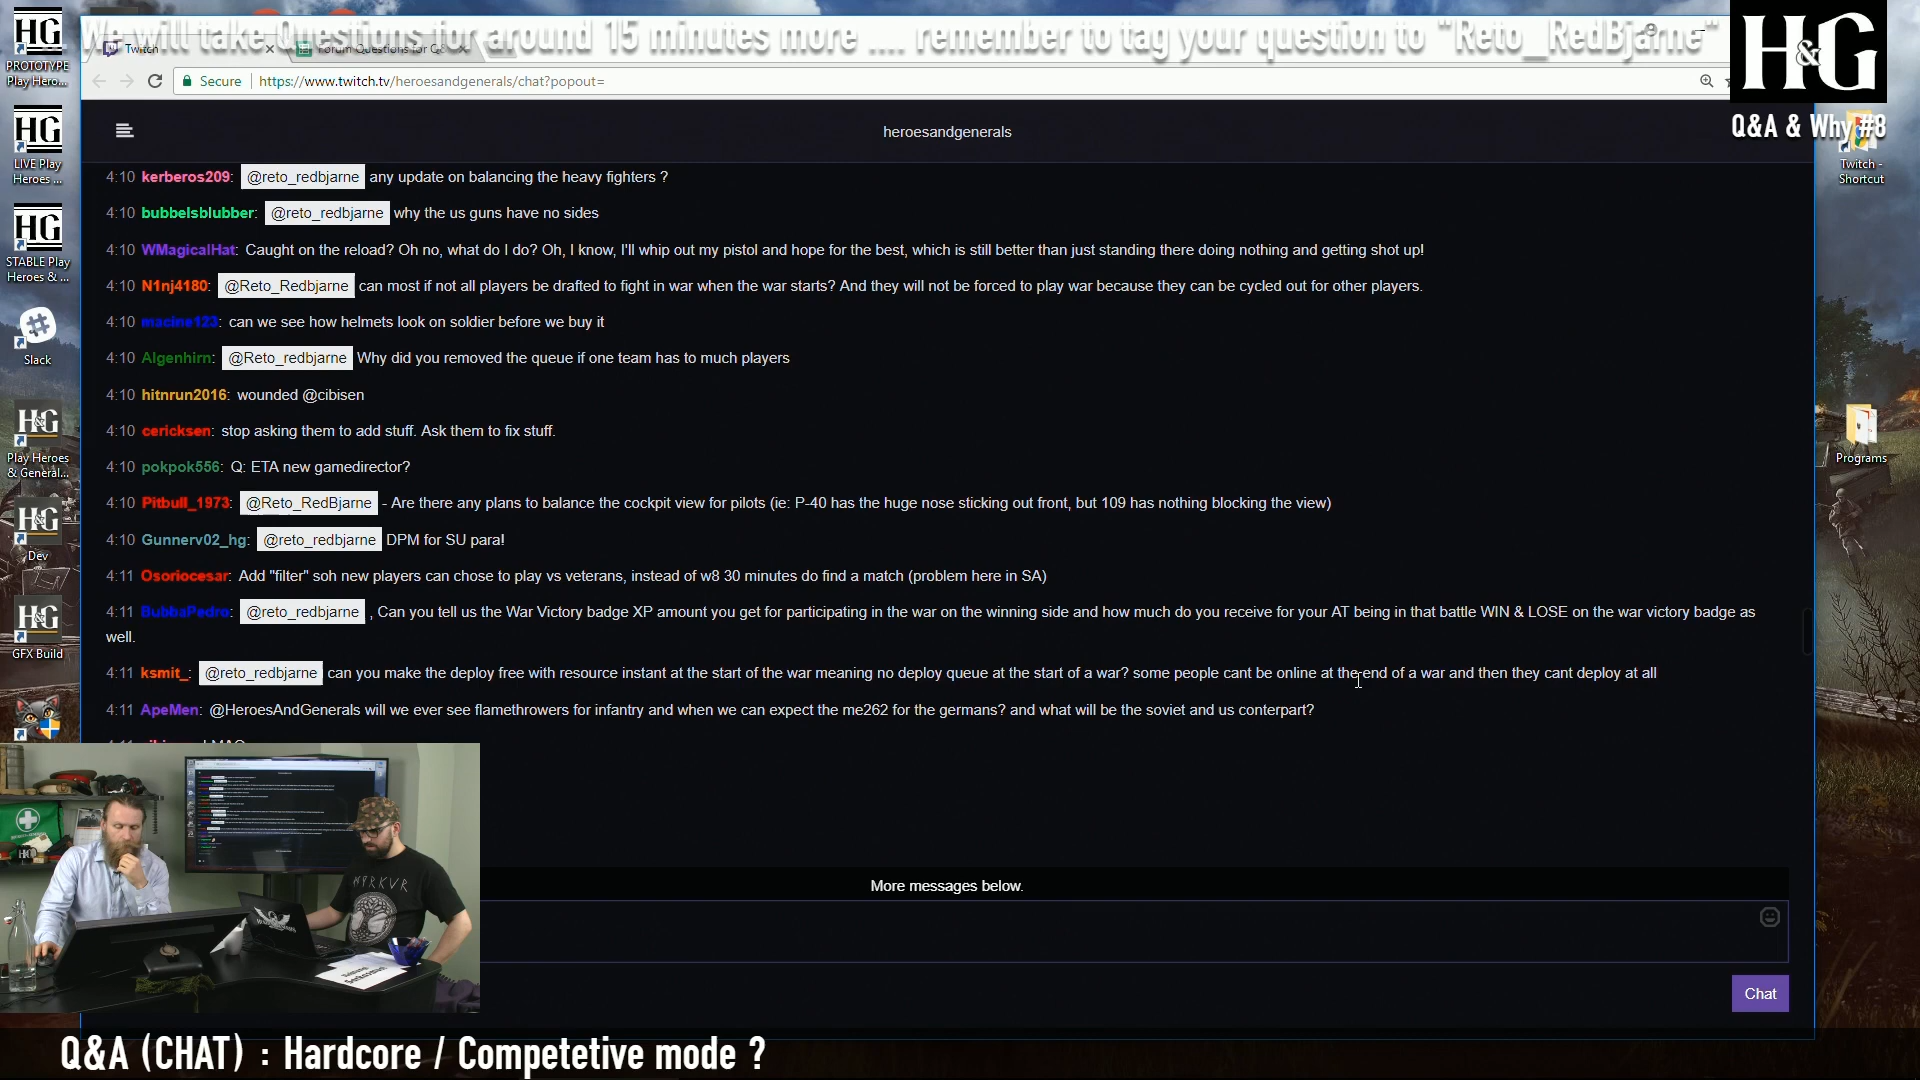 ... We will take Questions for around 15 minutes more .... remember to tag your question to "Reto_RedBjarne"
H&G
Q&A & Why #8
Twitch
Forum Questions for Q&
Secure
https://www.twitch.tv/heroesandgenerals/chat?popout=
heroesandgenerals
4:10 kerberos209: @reto_redbjarne any update on balancing the heavy fighters ?
4:10 bubbelsblubber: @reto_redbjarne why the us guns have no sides
4:10 WMagicalHat: Caught on the reload? Oh no, what do I do? Oh, I know, I'll whip out my pistol and hope for the best, which is still better than just standing there doing nothing and getting shot up!
4:10 N1nj4180: @Reto_Redbjarne can most if not all players be drafted to fight in war when the war starts? And they will not be forced to play war because they can be cycled out for other players.
4:10 macine123: can we see how helmets look on soldier before we buy it
4:10 Algenhirn: @Reto_redbjarne Why did you removed the queue if one team has to much players
4:10 hitnrun2016: wounded @cibisen
4:10 cericksen: stop asking them to add stuff. Ask them to fix stuff.
4:10 pokpok556: Q: ETA new gamedirector?
4:10 Pitbull_1973: @Reto_RedBjarne - Are there any plans to balance the cockpit view for pilots (ie: P-40 has the huge nose sticking out front, but 109 has nothing blocking the view)
4:10 Gunnerv02_hg: @reto_redbjarne DPM for SU para!
4:11 Osoriocesar: Add "filter" soh new players can chose to play vs veterans, instead of w8 30 minutes do find a match (problem here in SA)
4:11 BubbaPedro: @reto_redbjarne , Can you tell us the War Victory badge XP amount you get for participating in the war on the winning side and how much do you receive for your AT being in that battle WIN & LOSE on the war victory badge as
well.
4:11 ksmit_: @reto_redbjarne can you make the deploy free with resource instant at the start of the war meaning no deploy queue at the start of a war? some people cant be online at the end of a war and then they cant deploy at all
4:11 ApeMen: @HeroesAndGenerals will we ever see flamethrowers for infantry and when we can expect the me262 for the germans? and what will be the soviet and us conterpart?
More messages below.
Chat
HG
PROTOTYPE
Play Hero...
HG
LIVE Play
Heroes ...
HG
STABLE Play
Heroes & ...
Slack
H&G
Play Heroes
& General...
H&G
Dev
H&G
GFX Build
Twitch -
Shortcut
Programs
Q&A (CHAT) : Hardcore / Competetive mode ?